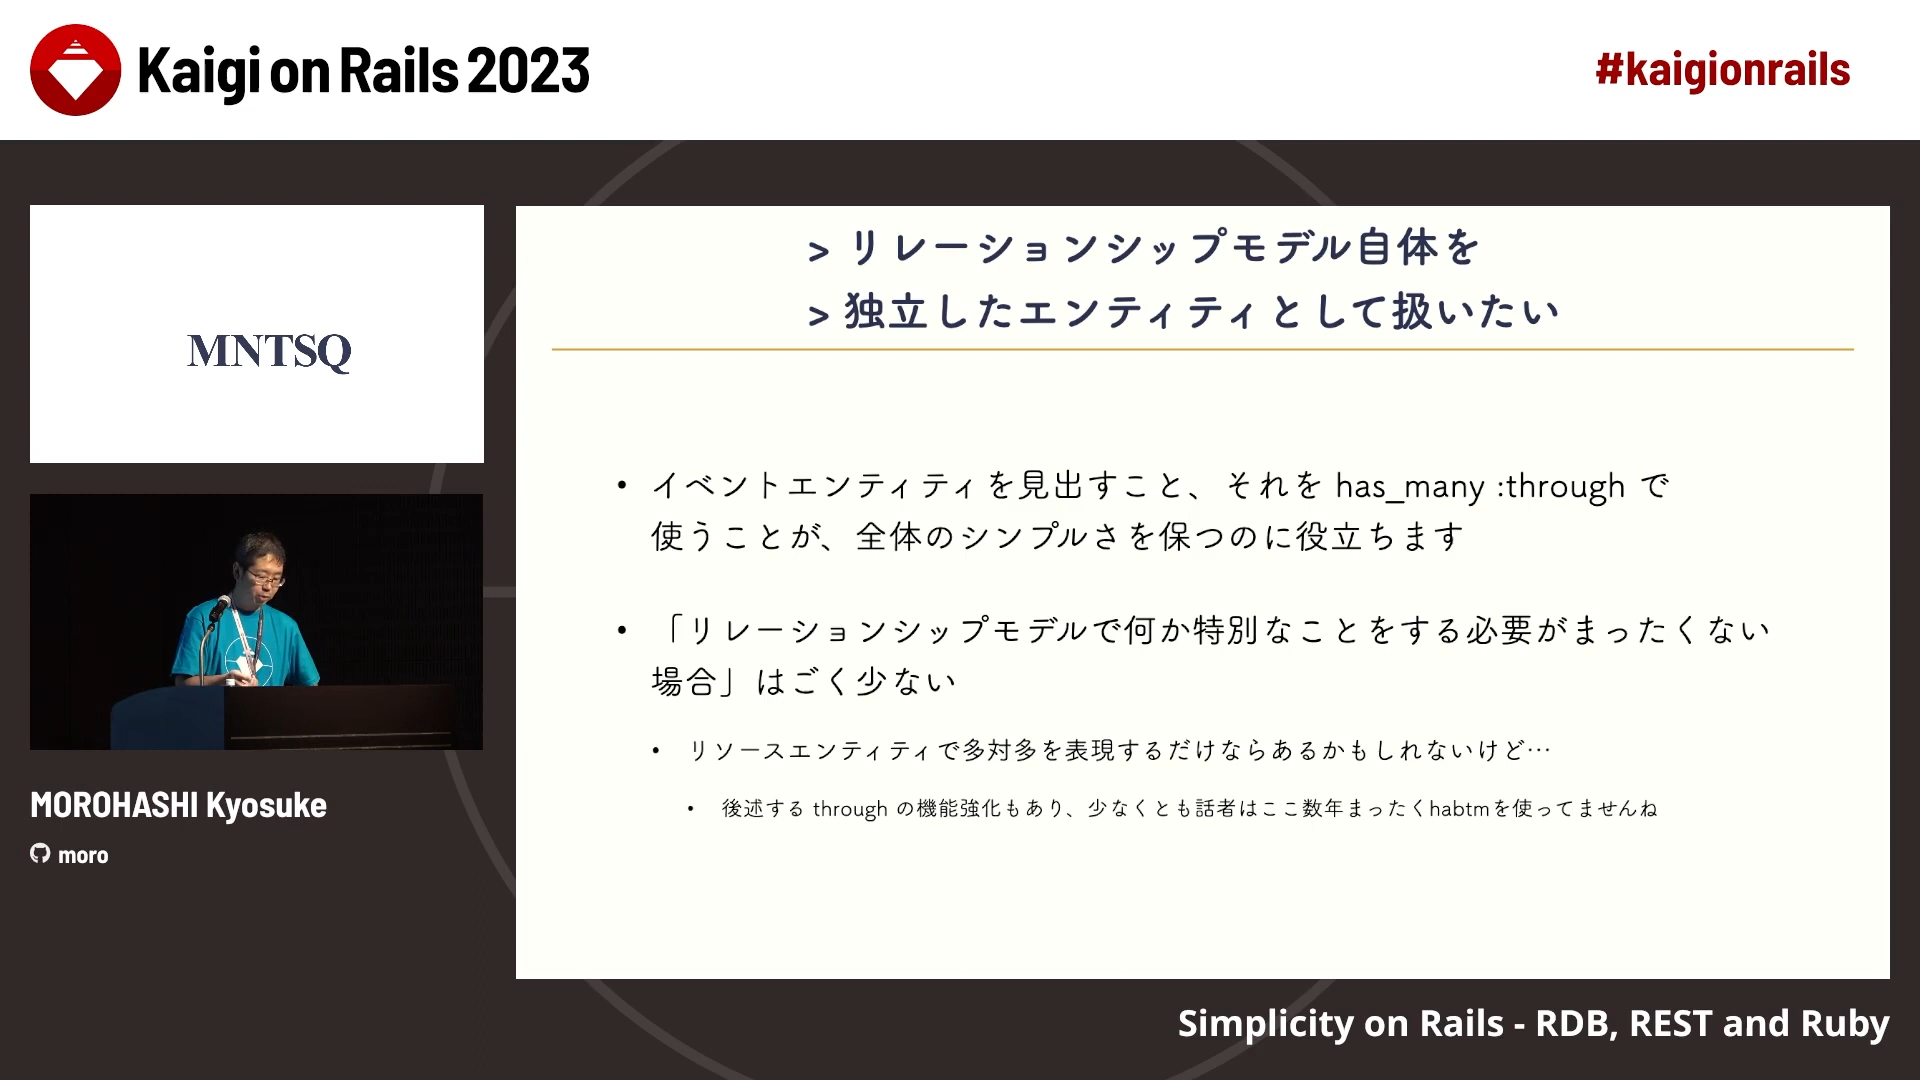 Kaigi on Rails 2023
#kaigionrails
MNTSQ
> リレーションシップモデル自体を
> 独立したエンティティとして扱いたい
• イベントエンティティを見出すこと、それを has_many :through で
使うことが、全体のシンプルさを保つのに役立ちます
• 「リレーションシップモデルで何か特別なことをする必要がまったくない
場合」はごく少ない
• リソースエンティティで多対多を表現するだけならあるかもしれないけど…
• 後述する through の機能強化もあり、少なくとも話者はここ数年まったくhabtmを使ってませんね
MOROHASHI Kyosuke
moro
Simplicity on Rails - RDB, REST and Ruby